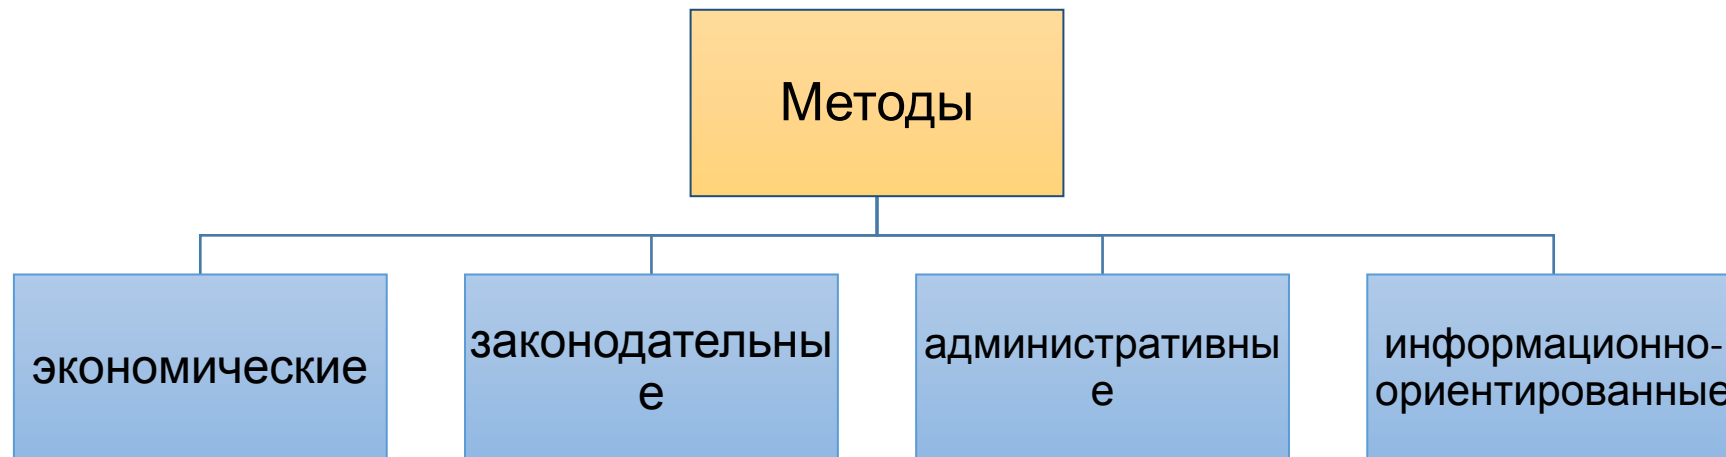 Методы
экономические
законодательны
е
административны
е
информационно-
ориентированные